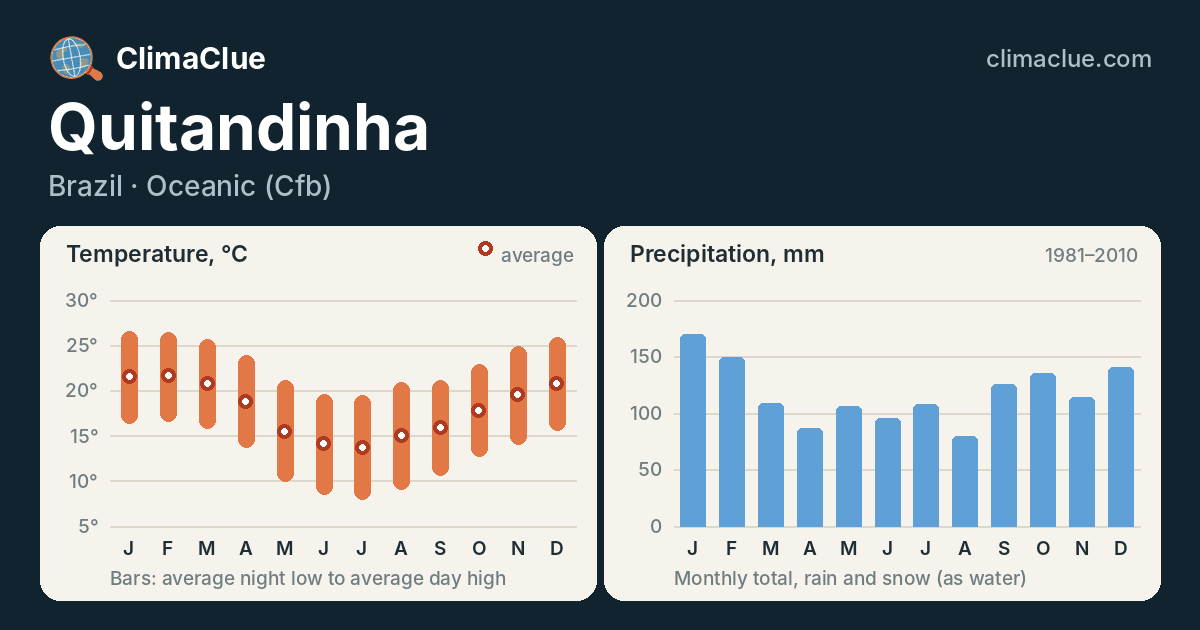 ClimaClue
climaclue.com
Quitandinha
Brazil · Oceanic (Cfb)
Temperature, °C
average
30°
25°
20°
15°
10°
5°
J F M A M J J A S O N D
Bars: average night low to average day high
Precipitation, mm
1981–2010
200
150
100
50
0
J F M A M J J A S O N D
Monthly total, rain and snow (as water)